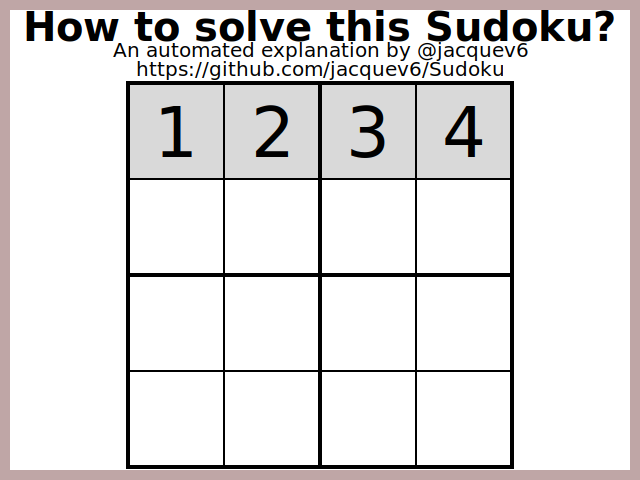 How to solve this Sudoku?
An automated explanation by @jacquev6
https://github.com/jacquev6/Sudoku
1 2 3 4